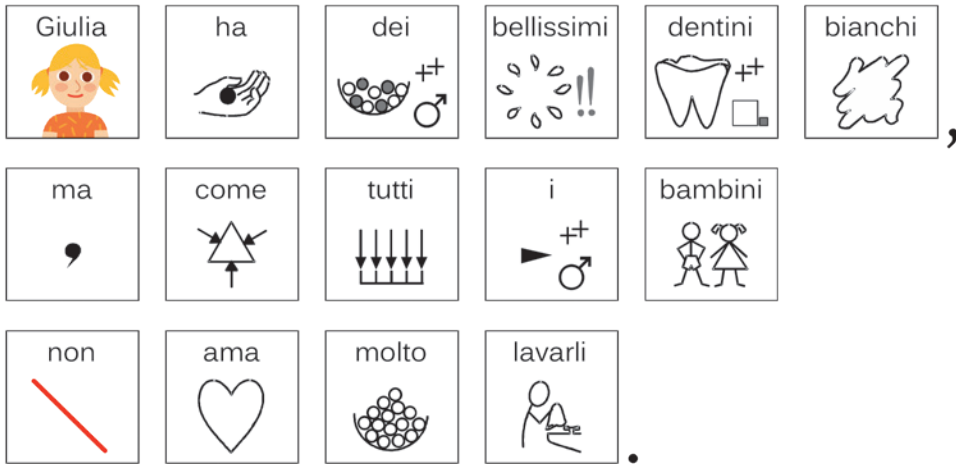 Giulia ha dei bellissimi dentini bianchi ,
ma come tutti i bambini
non ama molto lavarli .